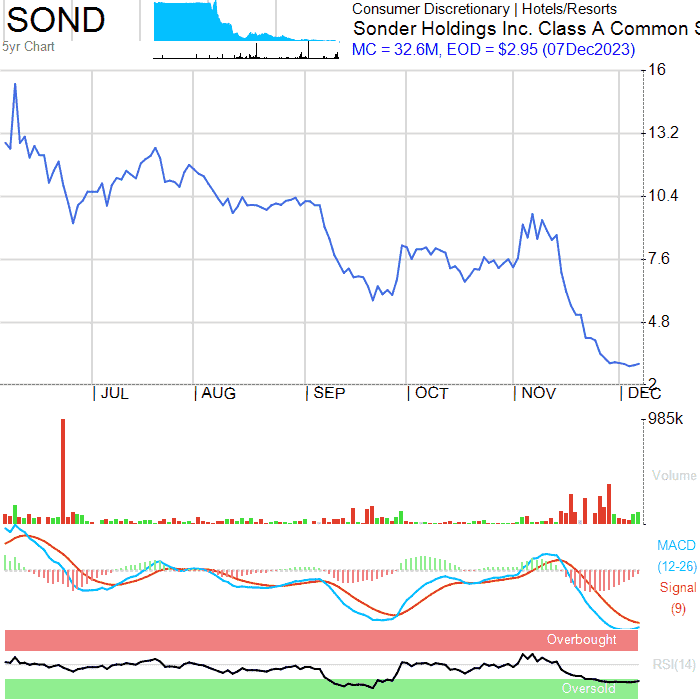 SOND
5yr Chart
Consumer Discretionary | Hotels/Resorts
Sonder Holdings Inc. Class A Common S
MC = 32.6M, EOD = $2.95 (07Dec2023)
16
13.2
10.4
7.6
4.8
2
JUL
AUG
SEP
OCT
NOV
DEC
985k
Volume
MACD
(12-26)
Signal
(9)
Overbought
RSI(14)
Oversold